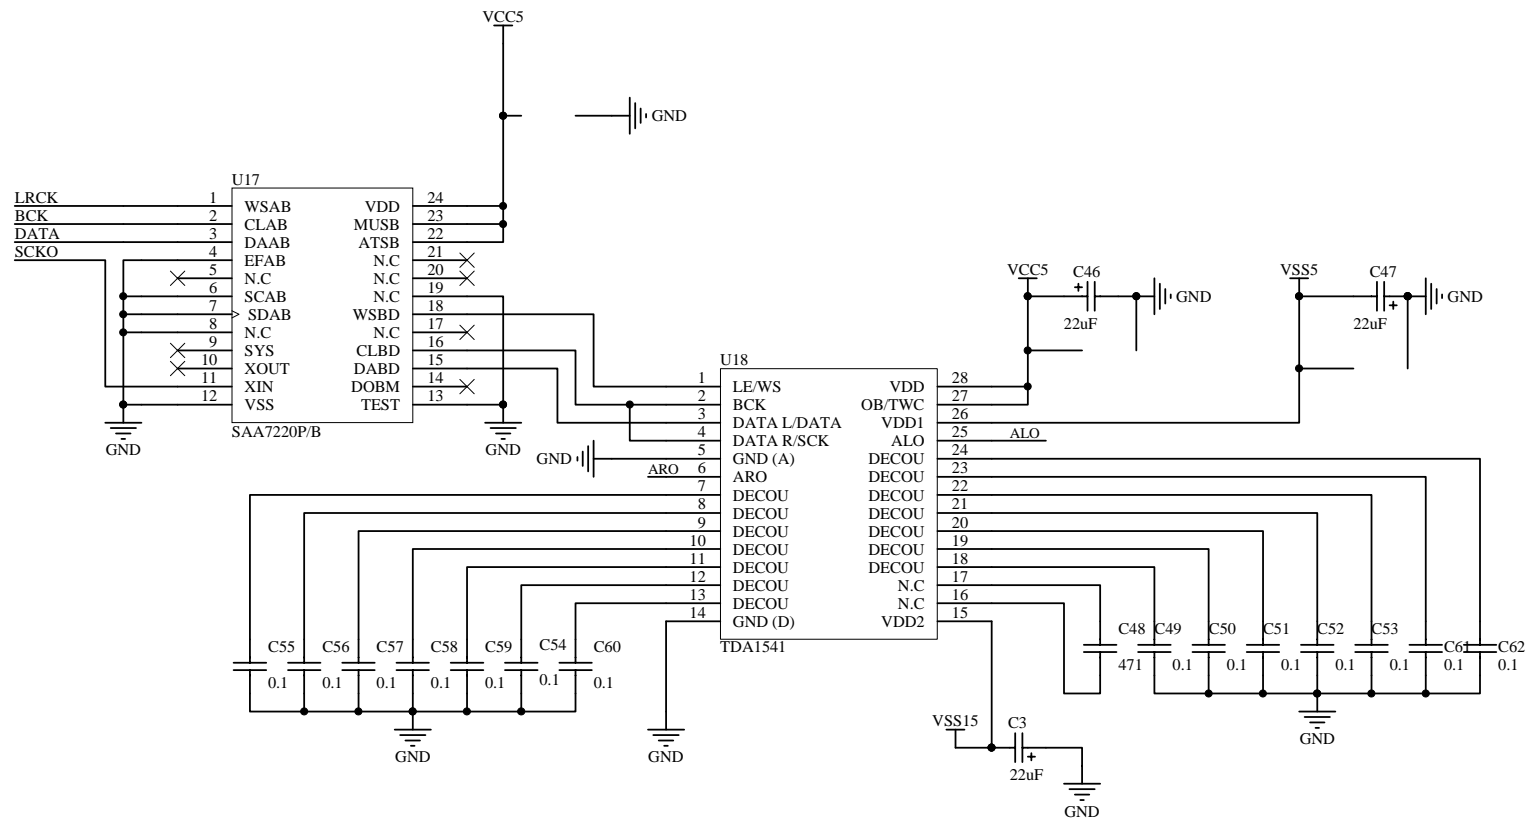 VCC5
GND
U17
LRCK 1 WSAB VDD 24
BCK 2 CLAB MUSB 23
DATA 3 DAAB ATSB 22
SCKO 4 EFAB N.C 21
5 N.C N.C 20
6 SCAB N.C 19
7 SDAB WSBD 18
8 N.C N.C 17
9 SYS CLBD 16
10 XOUT DABD 15
11 XIN DOBM 14
12 VSS TEST 13
SAA7220P/B
GND
GND
VCC5 C46 + 22uF GND
VSS5 C47 + 22uF GND
U18
1 LE/WS VDD 28
2 BCK OB/TWC 27
3 DATA L/DATA VDD1 26
4 DATA R/SCK ALO 25 ALO
GND 5 GND (A) DECOU 24
ARO 6 ARO DECOU 23
7 DECOU DECOU 22
8 DECOU DECOU 21
9 DECOU DECOU 20
10 DECOU DECOU 19
11 DECOU DECOU 18
12 DECOU N.C 17
13 DECOU N.C 16
14 GND (D) VDD2 15
TDA1541
C55 C56 C57 C58 C59 C54 C60
0.1 0.1 0.1 0.1 0.1 0.1 0.1
GND
GND
C48 C49 C50 C51 C52 C53 C61 C62
471 0.1 0.1 0.1 0.1 0.1 0.1 0.1
GND
VSS15 C3
+
22uF
GND